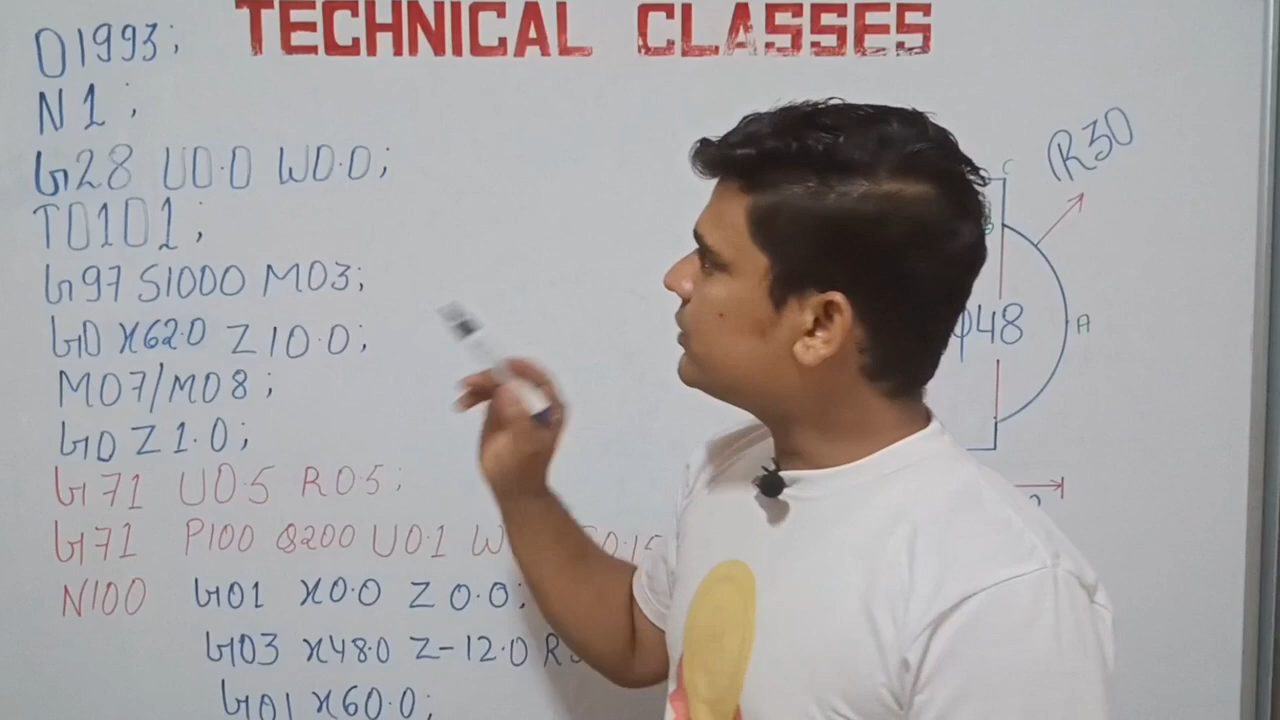 TECHNICAL CLASSES
O1993;
N1;
G28 U0.0 W0.0;
T0101;
G97 S1000 M03;
G0 X62.0 Z10.0;
M07/M08;
G0 Z1.0;
G71 U0.5 R0.5;
G71 P100 Q200 U0.1 W
N100 G01 X0.0 Z0.0;
G03 X48.0 Z-12.0 R
G01 X60.0;
R30
C
φ48
A